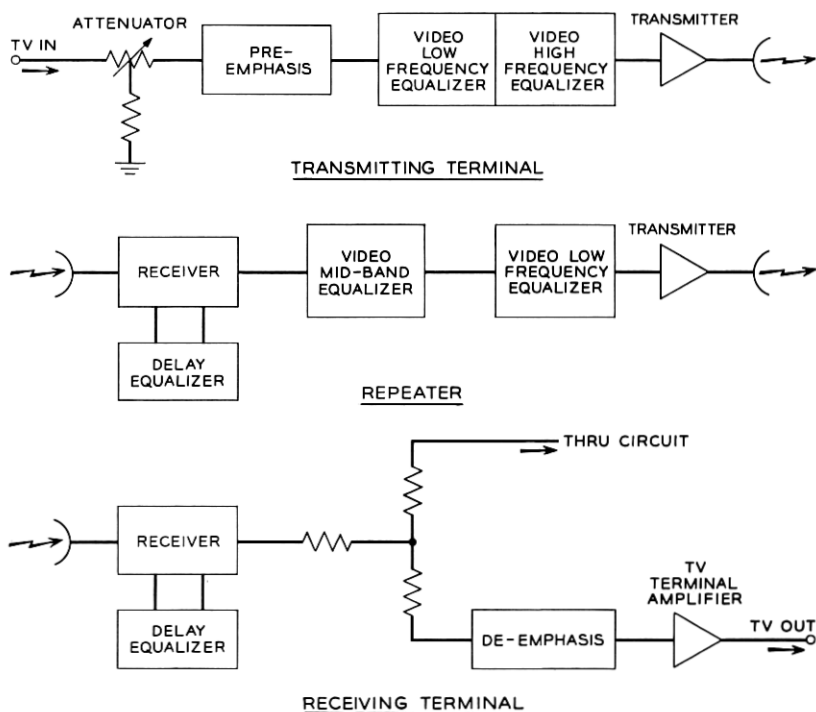 ATTENUATOR
TV IN
PRE-
EMPHASIS
VIDEO
LOW
FREQUENCY
EQUALIZER
VIDEO
HIGH
FREQUENCY
EQUALIZER
TRANSMITTER
TRANSMITTING TERMINAL
RECEIVER
DELAY
EQUALIZER
VIDEO
MID-BAND
EQUALIZER
VIDEO LOW
FREQUENCY
EQUALIZER
TRANSMITTER
REPEATER
THRU CIRCUIT
RECEIVER
DELAY
EQUALIZER
DE-EMPHASIS
TV
TERMINAL
AMPLIFIER
TV OUT
RECEIVING TERMINAL